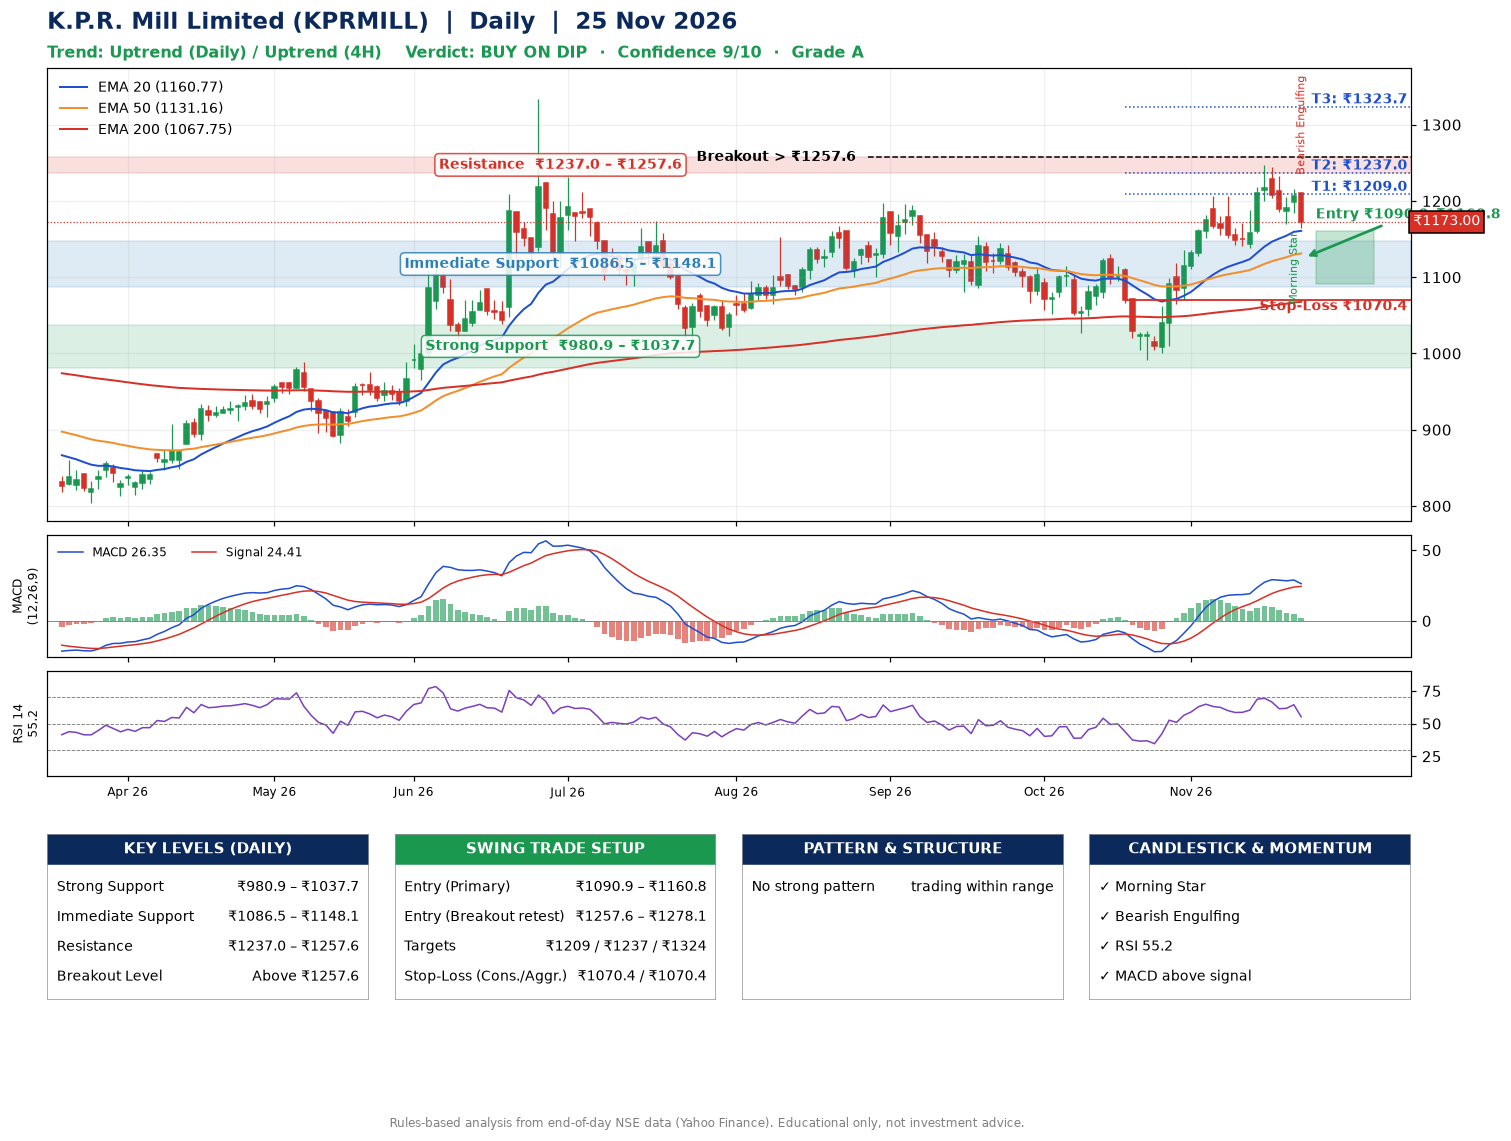 K.P.R. Mill Limited (KPRMILL) | Daily | 25 Nov 2026
Trend: Uptrend (Daily) / Uptrend (4H) Verdict: BUY ON DIP · Confidence 9/10 · Grade A
EMA 20 (1160.77)
EMA 50 (1131.16)
EMA 200 (1067.75)
Bearish Engulfing
T3: ₹1323.7
1300
Resistance ₹1237.0 – ₹1257.6
Breakout > ₹1257.6
T2: ₹1237.0
T1: ₹1209.0
1200
Entry ₹1090.9
₹1173.00
Immediate Support ₹1086.5 – ₹1148.1
Morning Star
1100
Stop-Loss ₹1070.4
Strong Support ₹980.9 – ₹1037.7
1000
900
800
MACD
(12,26,9)
MACD 26.35
Signal 24.41
50
0
RSI 14
55.2
75
50
25
Apr 26
May 26
Jun 26
Jul 26
Aug 26
Sep 26
Oct 26
Nov 26
KEY LEVELS (DAILY)
Strong Support ₹980.9 – ₹1037.7
Immediate Support ₹1086.5 – ₹1148.1
Resistance ₹1237.0 – ₹1257.6
Breakout Level Above ₹1257.6
SWING TRADE SETUP
Entry (Primary) ₹1090.9 – ₹1160.8
Entry (Breakout retest) ₹1257.6 – ₹1278.1
Targets ₹1209 / ₹1237 / ₹1324
Stop-Loss (Cons./Aggr.) ₹1070.4 / ₹1070.4
PATTERN & STRUCTURE
No strong pattern trading within range
CANDLESTICK & MOMENTUM
✓ Morning Star
✓ Bearish Engulfing
✓ RSI 55.2
✓ MACD above signal
Rules-based analysis from end-of-day NSE data (Yahoo Finance). Educational only, not investment advice.